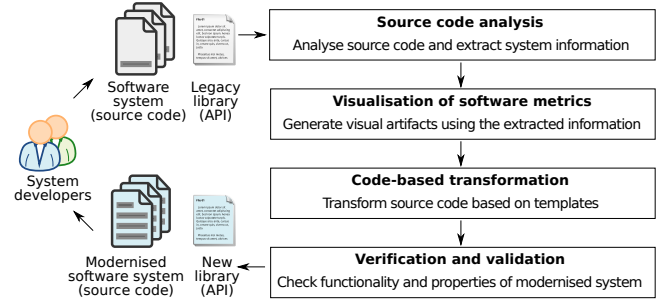 Source code analysis
Analyse source code and extract system information
Software
system
(source code)
Legacy
library
(API)
Visualisation of software metrics
Generate visual artifacts using the extracted information
System
developers
Code-based transformation
Transform source code based on templates
Modernised
software system
(source code)
New
library
(API)
Verification and validation
Check functionality and properties of modernised system